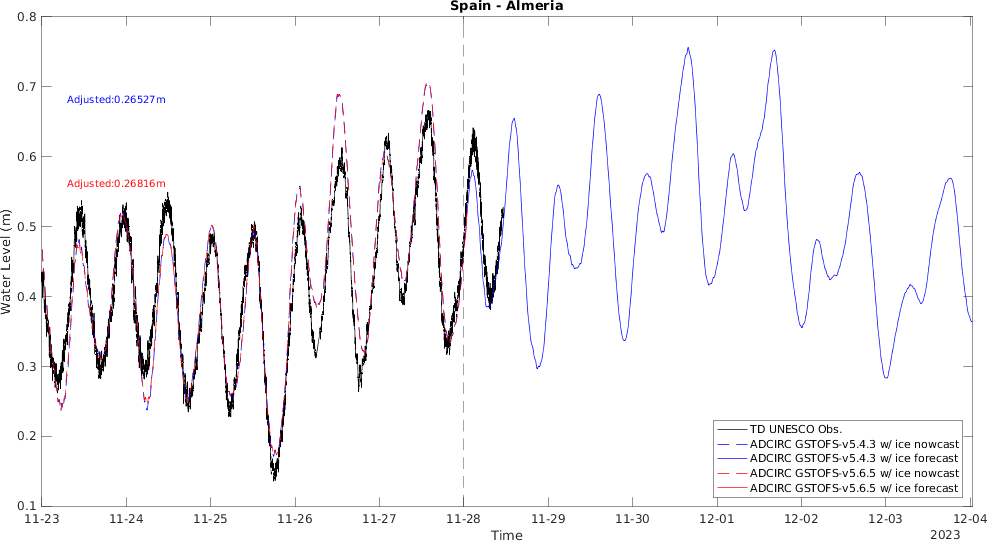 Spain - Almeria
0.8
0.7
0.6
0.5
0.4
0.3
0.2
0.1
Water Level (m)
Adjusted:0.26527m
Adjusted:0.26816m
TD UNESCO Obs.
ADCIRC GSTOFS-v5.4.3 w/ ice nowcast
ADCIRC GSTOFS-v5.4.3 w/ ice forecast
ADCIRC GSTOFS-v5.6.5 w/ ice nowcast
ADCIRC GSTOFS-v5.6.5 w/ ice forecast
11-23 11-24 11-25 11-26 11-27 11-28 11-29 11-30 12-01 12-02 12-03 12-04
Time
2023